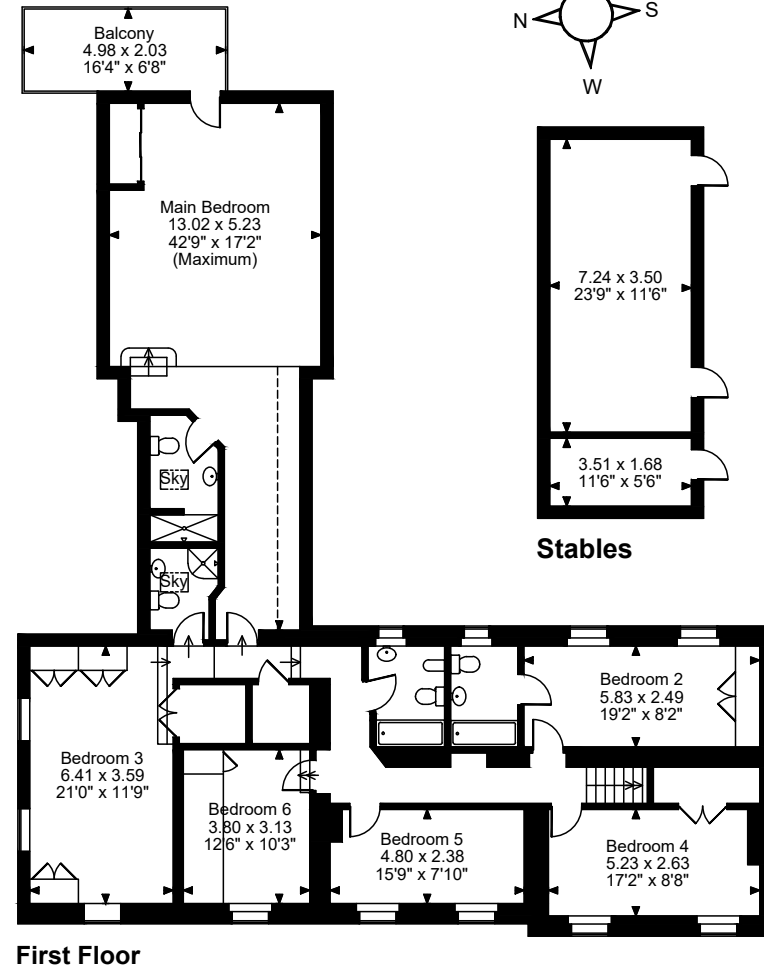 Balcony
4.98 x 2.03
16'4" x 6'8"
N
S
W
Main Bedroom
13.02 x 5.23
42'9" x 17'2"
(Maximum)
7.24 x 3.50
23'9" x 11'6"
3.51 x 1.68
11'6" x 5'6"
Stables
Sky
Sky
Bedroom 2
5.83 x 2.49
19'2" x 8'2"
Bedroom 3
6.41 x 3.59
21'0" x 11'9"
Bedroom 6
3.80 x 3.13
12'6" x 10'3"
Bedroom 5
4.80 x 2.38
15'9" x 7'10"
Bedroom 4
5.23 x 2.63
17'2" x 8'8"
First Floor